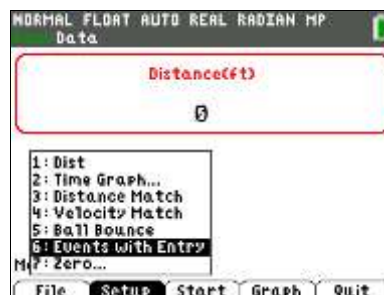 NORMAL FLOAT AUTO REAL RADIAN MP
Data
Distance(ft)
0
1: Dist
2: Time Graph...
3: Distance Match
4: Velocity Match
5: Ball Bounce
6: Events with Entry
7: Zero...
File Setup Start Graph Quit